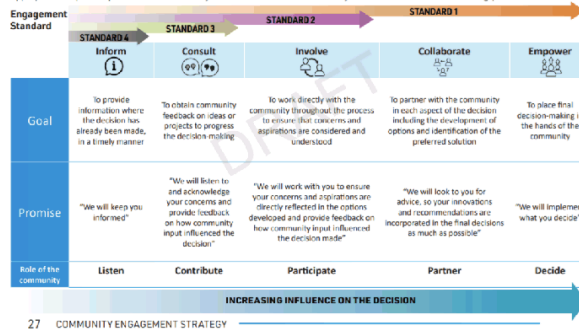 Engagement
Standard
STANDARD 1
STANDARD 2
STANDARD 3
STANDARD 4
Inform
Consult
Involve
Collaborate
Empower
Goal
To provide
information where
the decision has
already been made,
in a timely manner
To obtain community
feedback on ideas or
projects to progress
the decision-making
To work directly with the
community throughout the process
to ensure that concerns and
aspirations are considered and
understood
To partner with the community
in each aspect of the decision
including the development of
options and identification of the
preferred solution
To place final
decision-making i
the hands of the
community
Promise
"We will keep you
informed"
"We will listen to
and acknowledge
your concerns and
provide feedback
on how community
input influenced the
decision"
"We will work with you to ensure
your concerns and aspirations are
directly reflected in the options
developed and provide feedback on
how community input influenced
the decision made"
"We will look to you for
advice, so your innovations
and recommendations are
incorporated in the final decisions
as much as possible"
"We will implemen
what you decide"
Role of the
community
Listen
Contribute
Participate
Partner
Decide
INCREASING INFLUENCE ON THE DECISION
27 COMMUNITY ENGAGEMENT STRATEGY
DRAFT